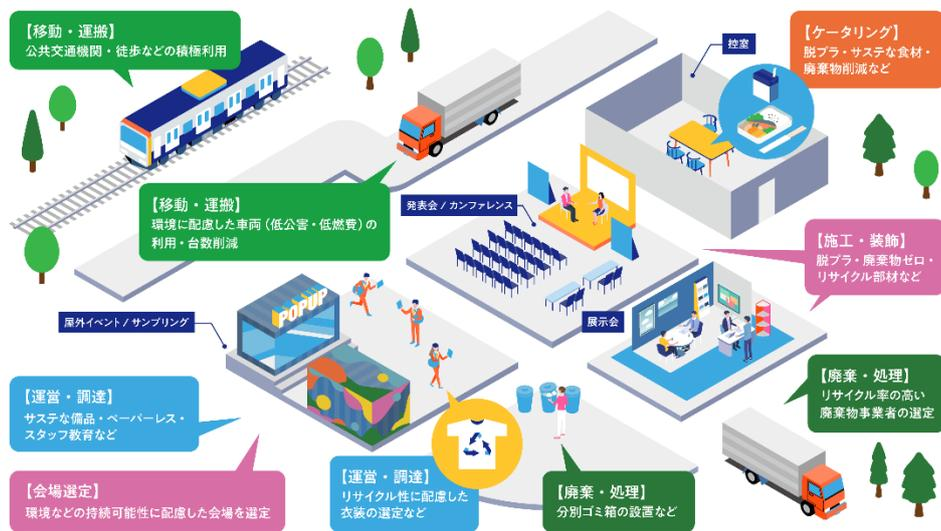 【移動・運搬】
公共交通機関・徒歩などの積極利用
控室
【ケータリング】
脱プラ・サステな食材・
廃棄物削減など
【移動・運搬】
環境に配慮した車両（低公害・低燃費）の
利用・台数削減
発表会 / カンファレンス
【施工・装飾】
脱プラ・廃棄物ゼロ・
リサイクル部材など
POPUP
屋外イベント / サンプリング
展示会
【運営・調達】
サステな備品・ペーパーレス・
スタッフ教育など
【廃棄・処理】
リサイクル率の高い
廃棄物事業者の選定
【会場選定】
環境などの持続可能性に配慮した会場を選定
【運営・調達】
リサイクル性に配慮した
衣装の選定など
【廃棄・処理】
分別ゴミ箱の設置など